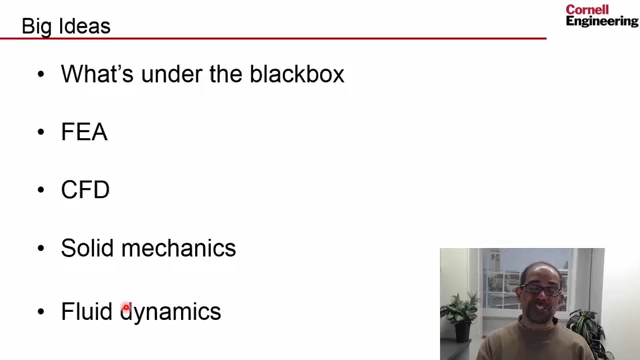 Big Ideas
Cornell
Engineering
• What's under the blackbox
• FEA
• CFD
• Solid mechanics
• Fluid dynamics